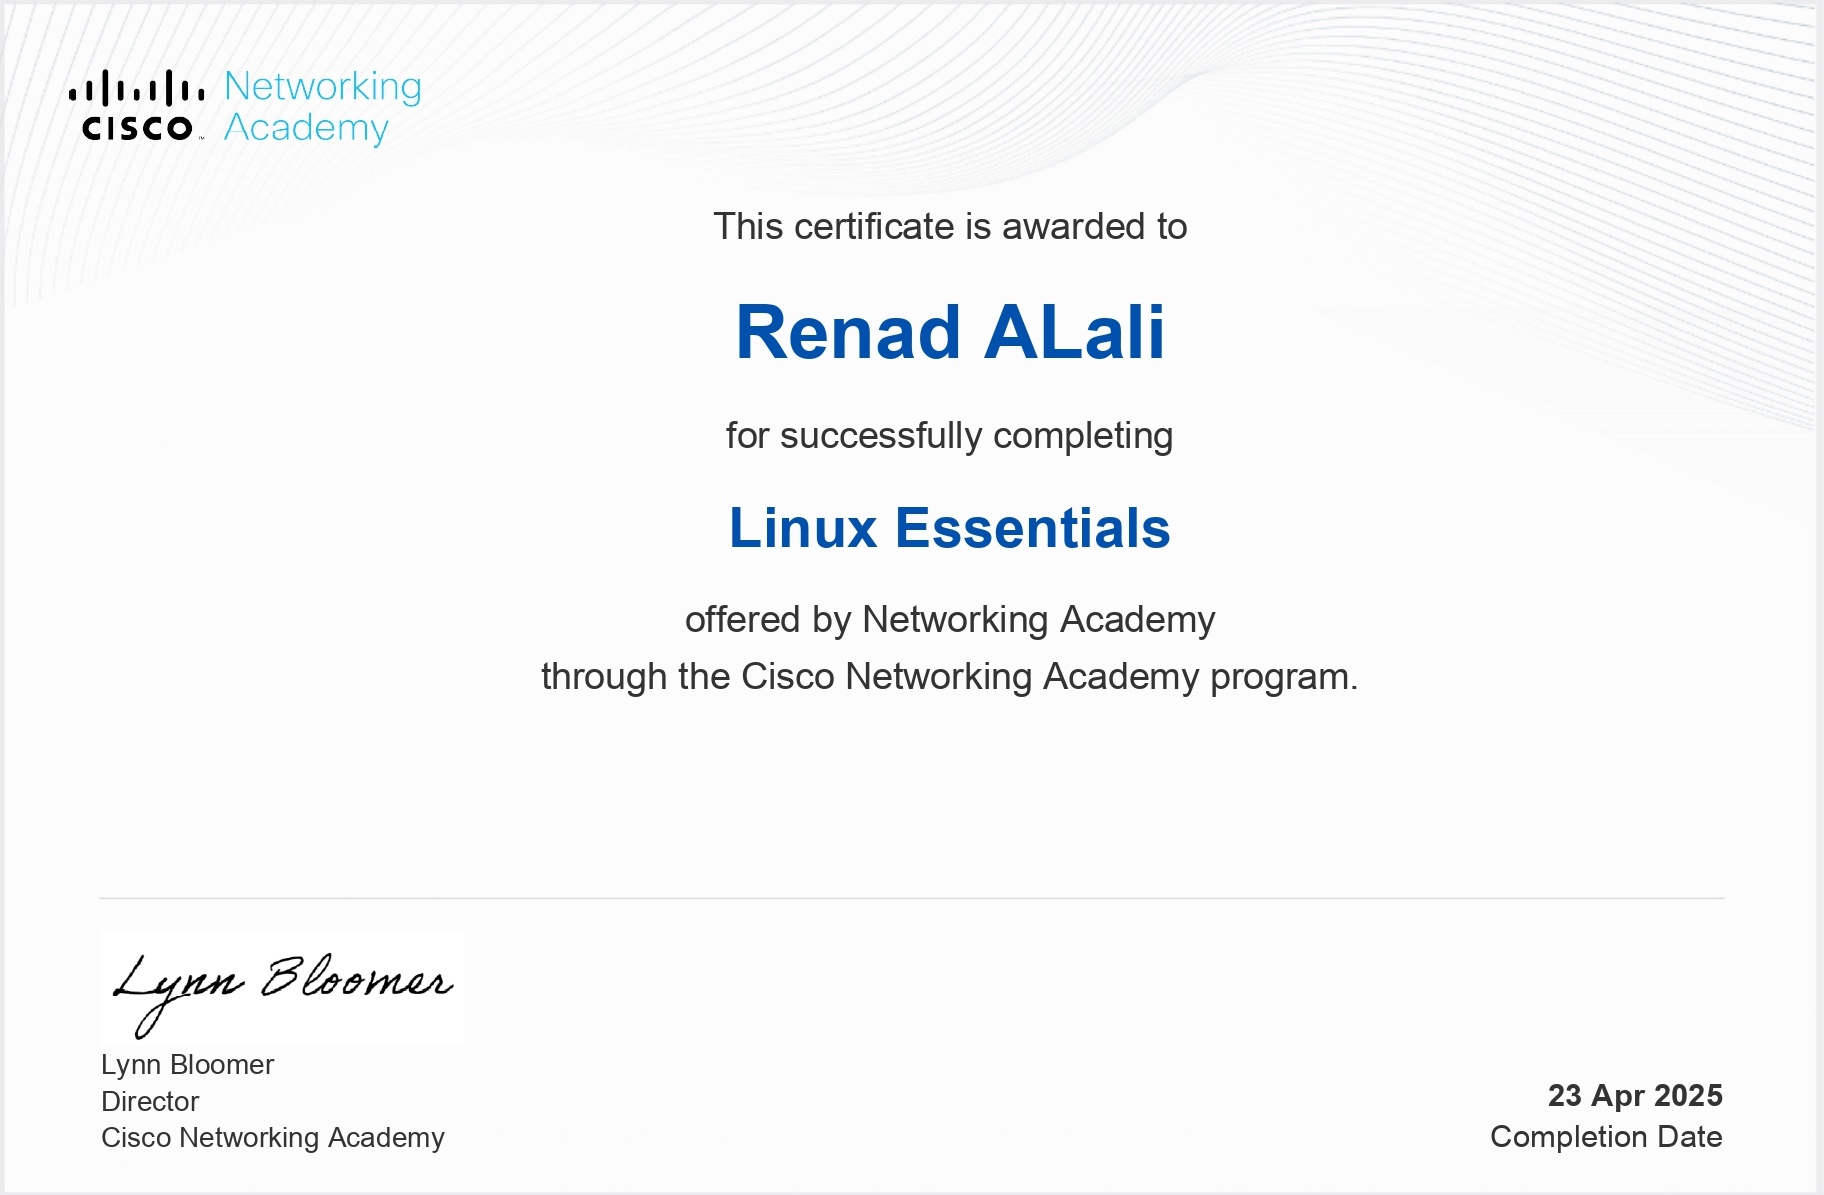 Networking
Academy
CISCO™
This certificate is awarded to
Renad ALali
for successfully completing
Linux Essentials
offered by Networking Academy
through the Cisco Networking Academy program.
Lynn Bloomer
Lynn Bloomer
Director
Cisco Networking Academy
23 Apr 2025
Completion Date